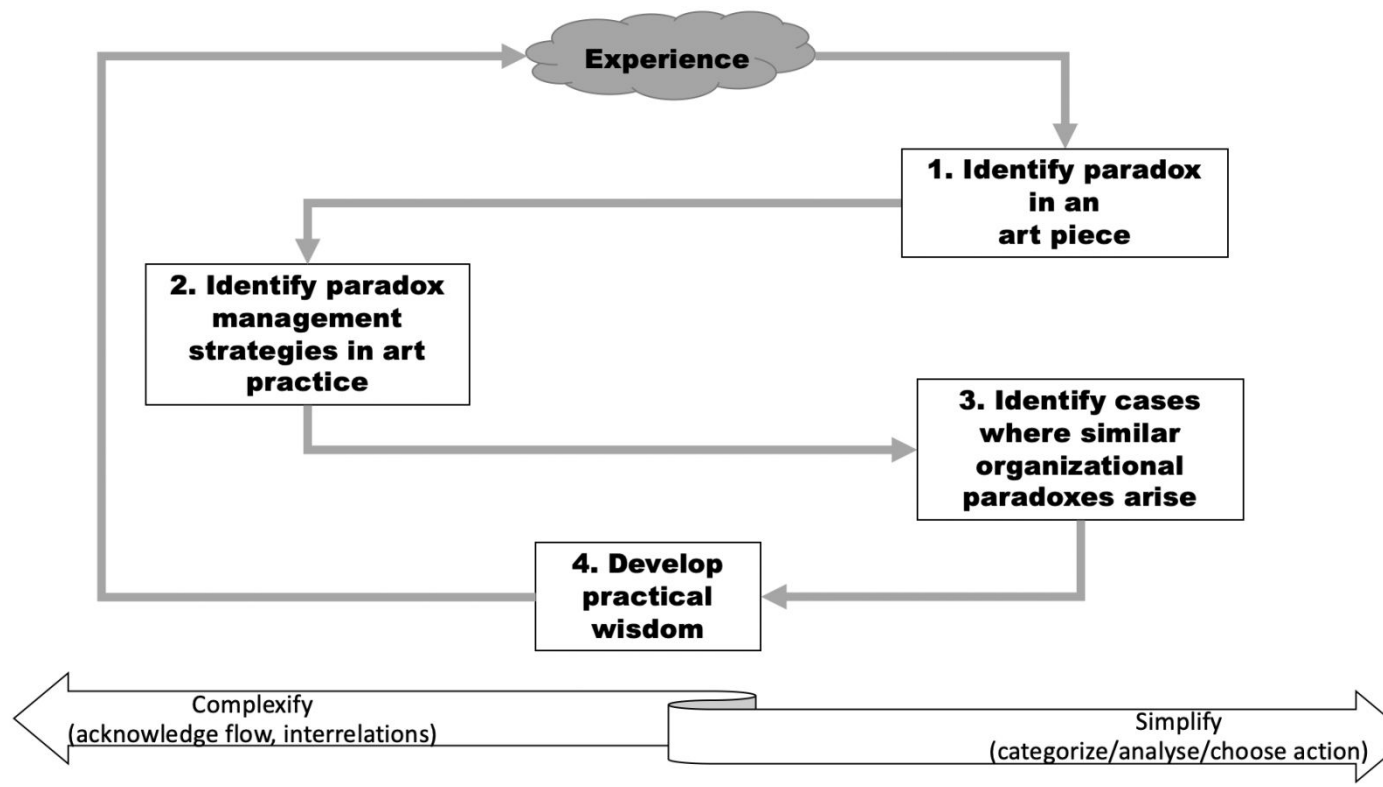 Experience
1. Identify paradox
in an
art piece
2. Identify paradox
management
strategies in art
practice
3. Identify cases
where similar
organizational
paradoxes arise
4. Develop
practical
wisdom
Complexify
(acknowledge flow, interrelations)
Simplify
(categorize/analyse/choose action)